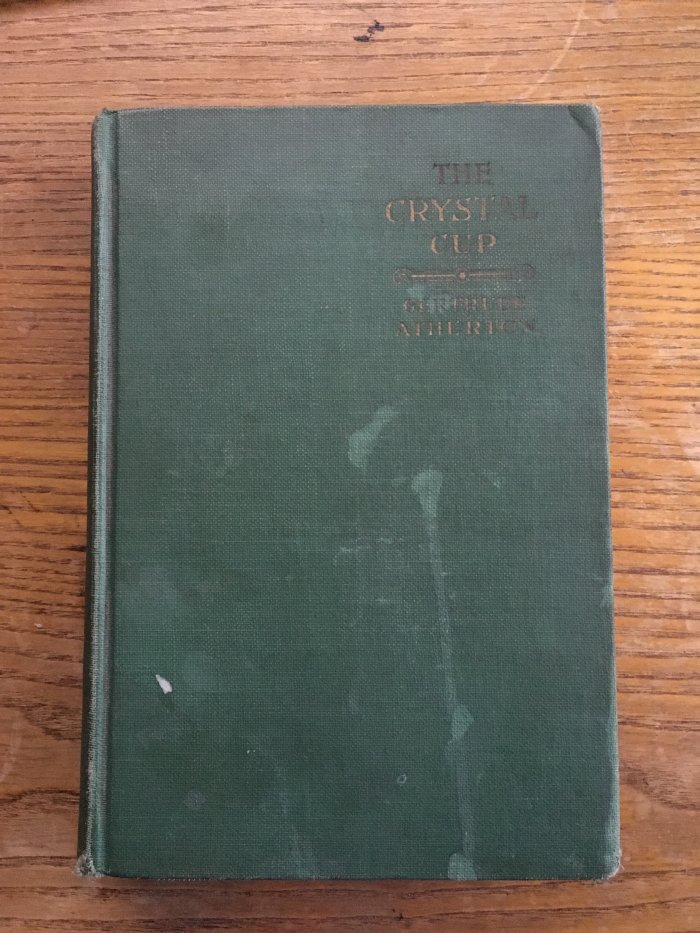 THE
CRYSTAL
CUP
GERTRUDE
ATHERTON